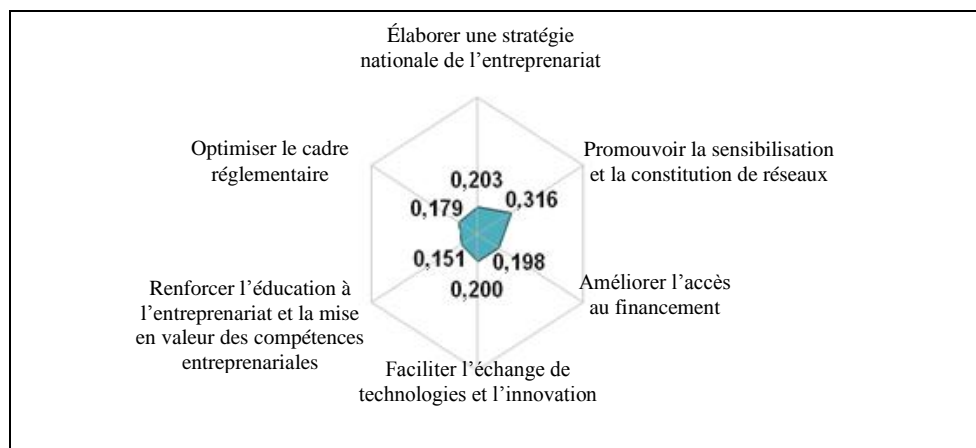 Élaborer une stratégie
nationale de l'entreprenariat
Optimiser le cadre
réglementaire
Promouvoir la sensibilisation
et la constitution de réseaux
0,203
0,316
0,179
0,151
0,198
0,200
Améliorer l'accès
au financement
Renforcer l'éducation à
l'entreprenariat et la mise
en valeur des compétences
entreprenariales
Faciliter l'échange de
technologies et l'innovation